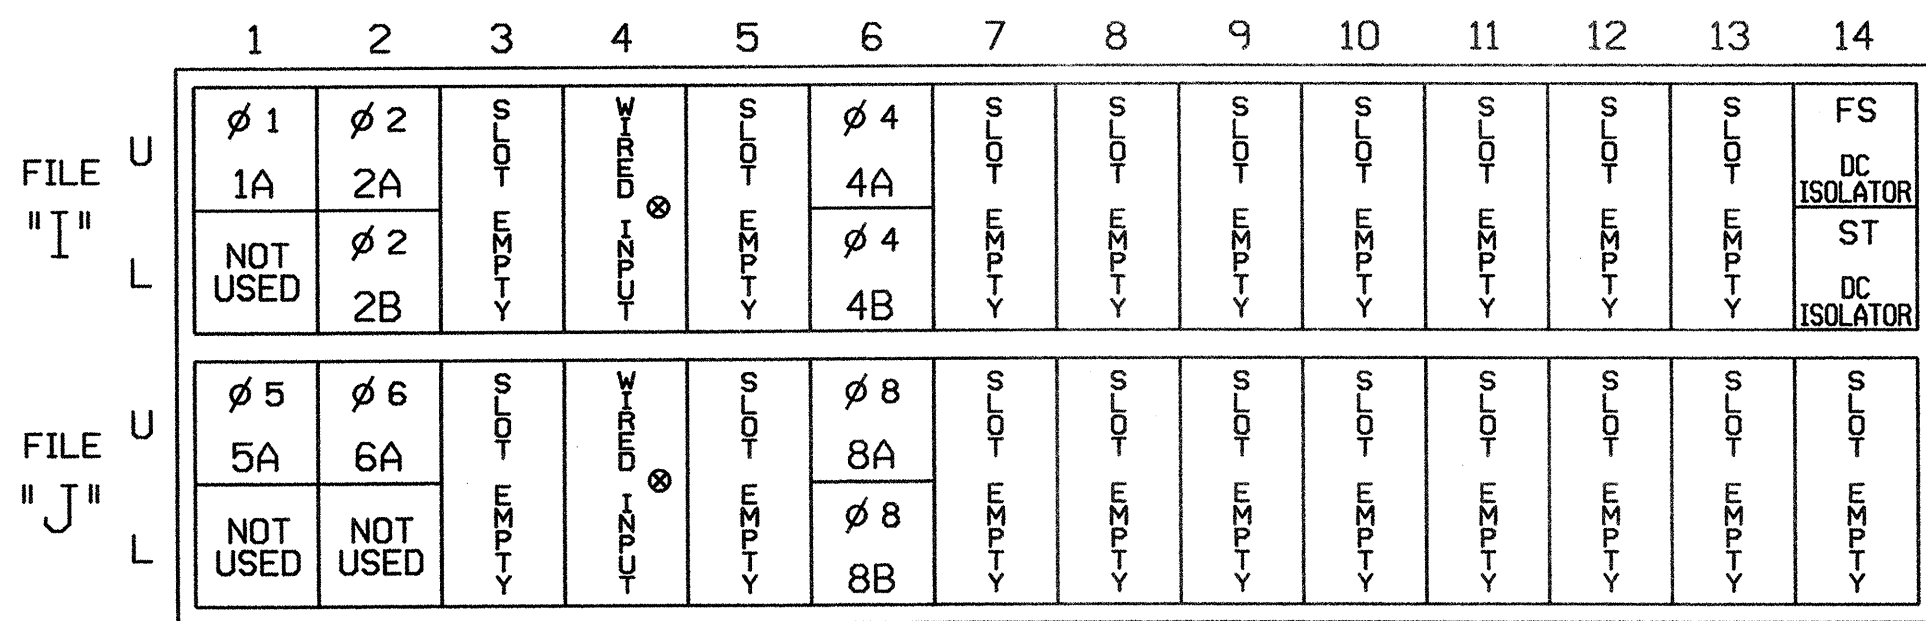 1 2 3 4 5 6 7 8 9 10 11 12 13 14
FILE "I"
U
L
Ø 1
1A
NOT
USED
Ø 2
2A
Ø 2
2B
SLOT EMPTY
WIRED INPUT
SLOT EMPTY
Ø 4
4A
Ø 4
4B
SLOT EMPTY
SLOT EMPTY
SLOT EMPTY
SLOT EMPTY
SLOT EMPTY
SLOT EMPTY
SLOT EMPTY
FS
DC
ISOLATOR
ST
DC
ISOLATOR
FILE "J"
U
L
Ø 5
5A
NOT
USED
Ø 6
6A
NOT
USED
SLOT EMPTY
WIRED INPUT
SLOT EMPTY
Ø 8
8A
Ø 8
8B
SLOT EMPTY
SLOT EMPTY
SLOT EMPTY
SLOT EMPTY
SLOT EMPTY
SLOT EMPTY
SLOT EMPTY
SLOT EMPTY